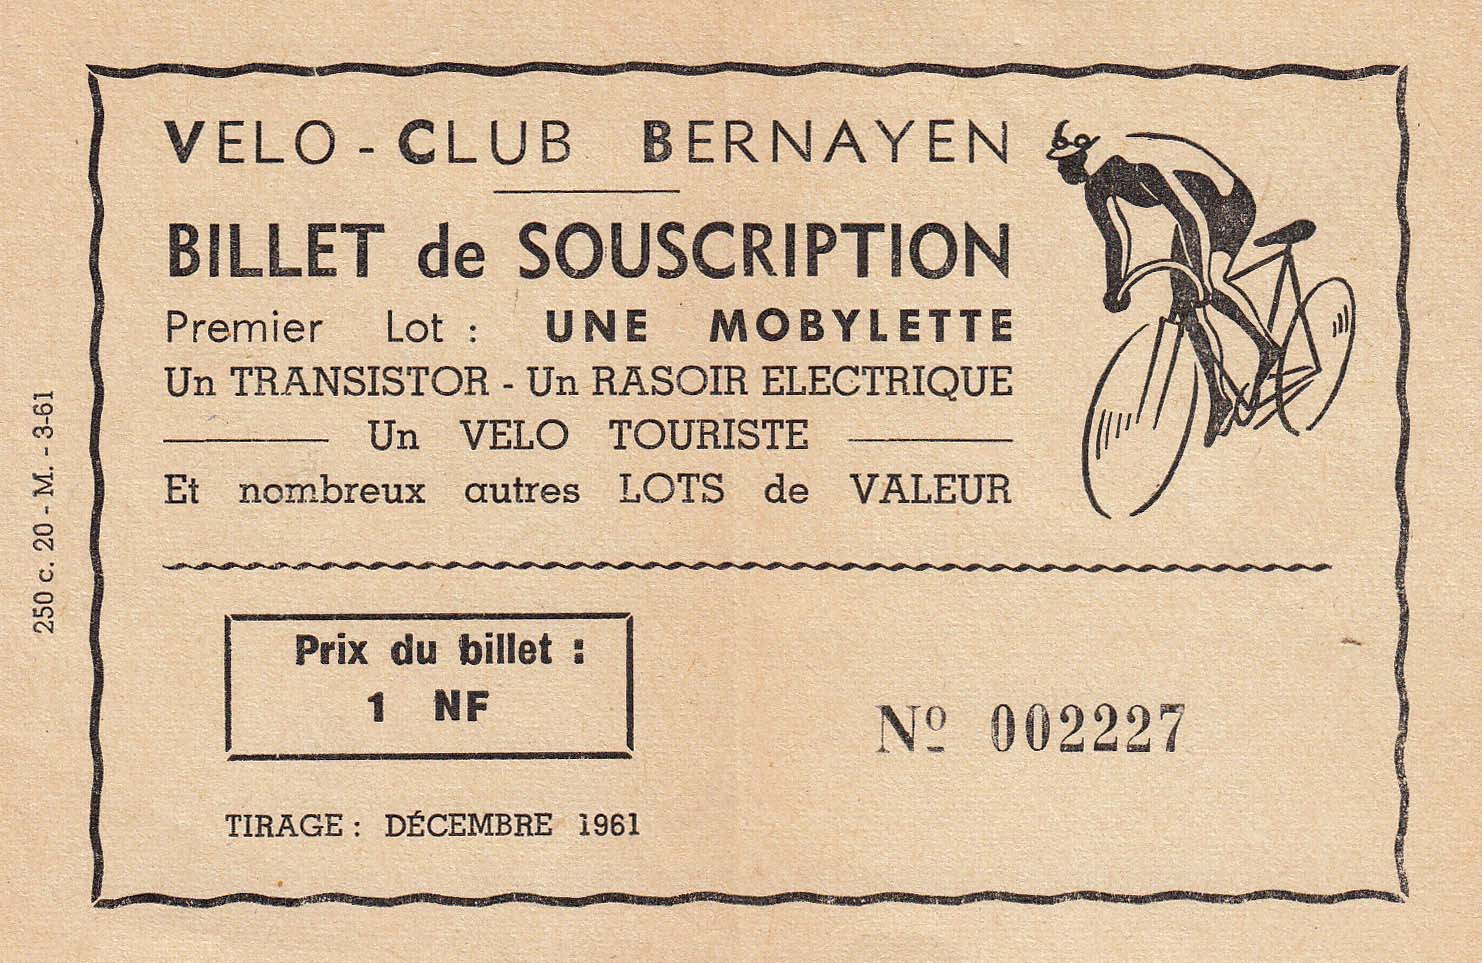 VELO - CLUB BERNAYEN
BILLET de SOUSCRIPTION
Premier Lot : UNE MOBYLETTE
Un TRANSISTOR - Un RASOIR ELECTRIQUE
Un VELO TOURISTE
Et nombreux autres LOTS de VALEUR
Prix du billet :
1 NF
Nº 002227
TIRAGE : DÉCEMBRE 1961
250 c. 20 - M. - 3-61